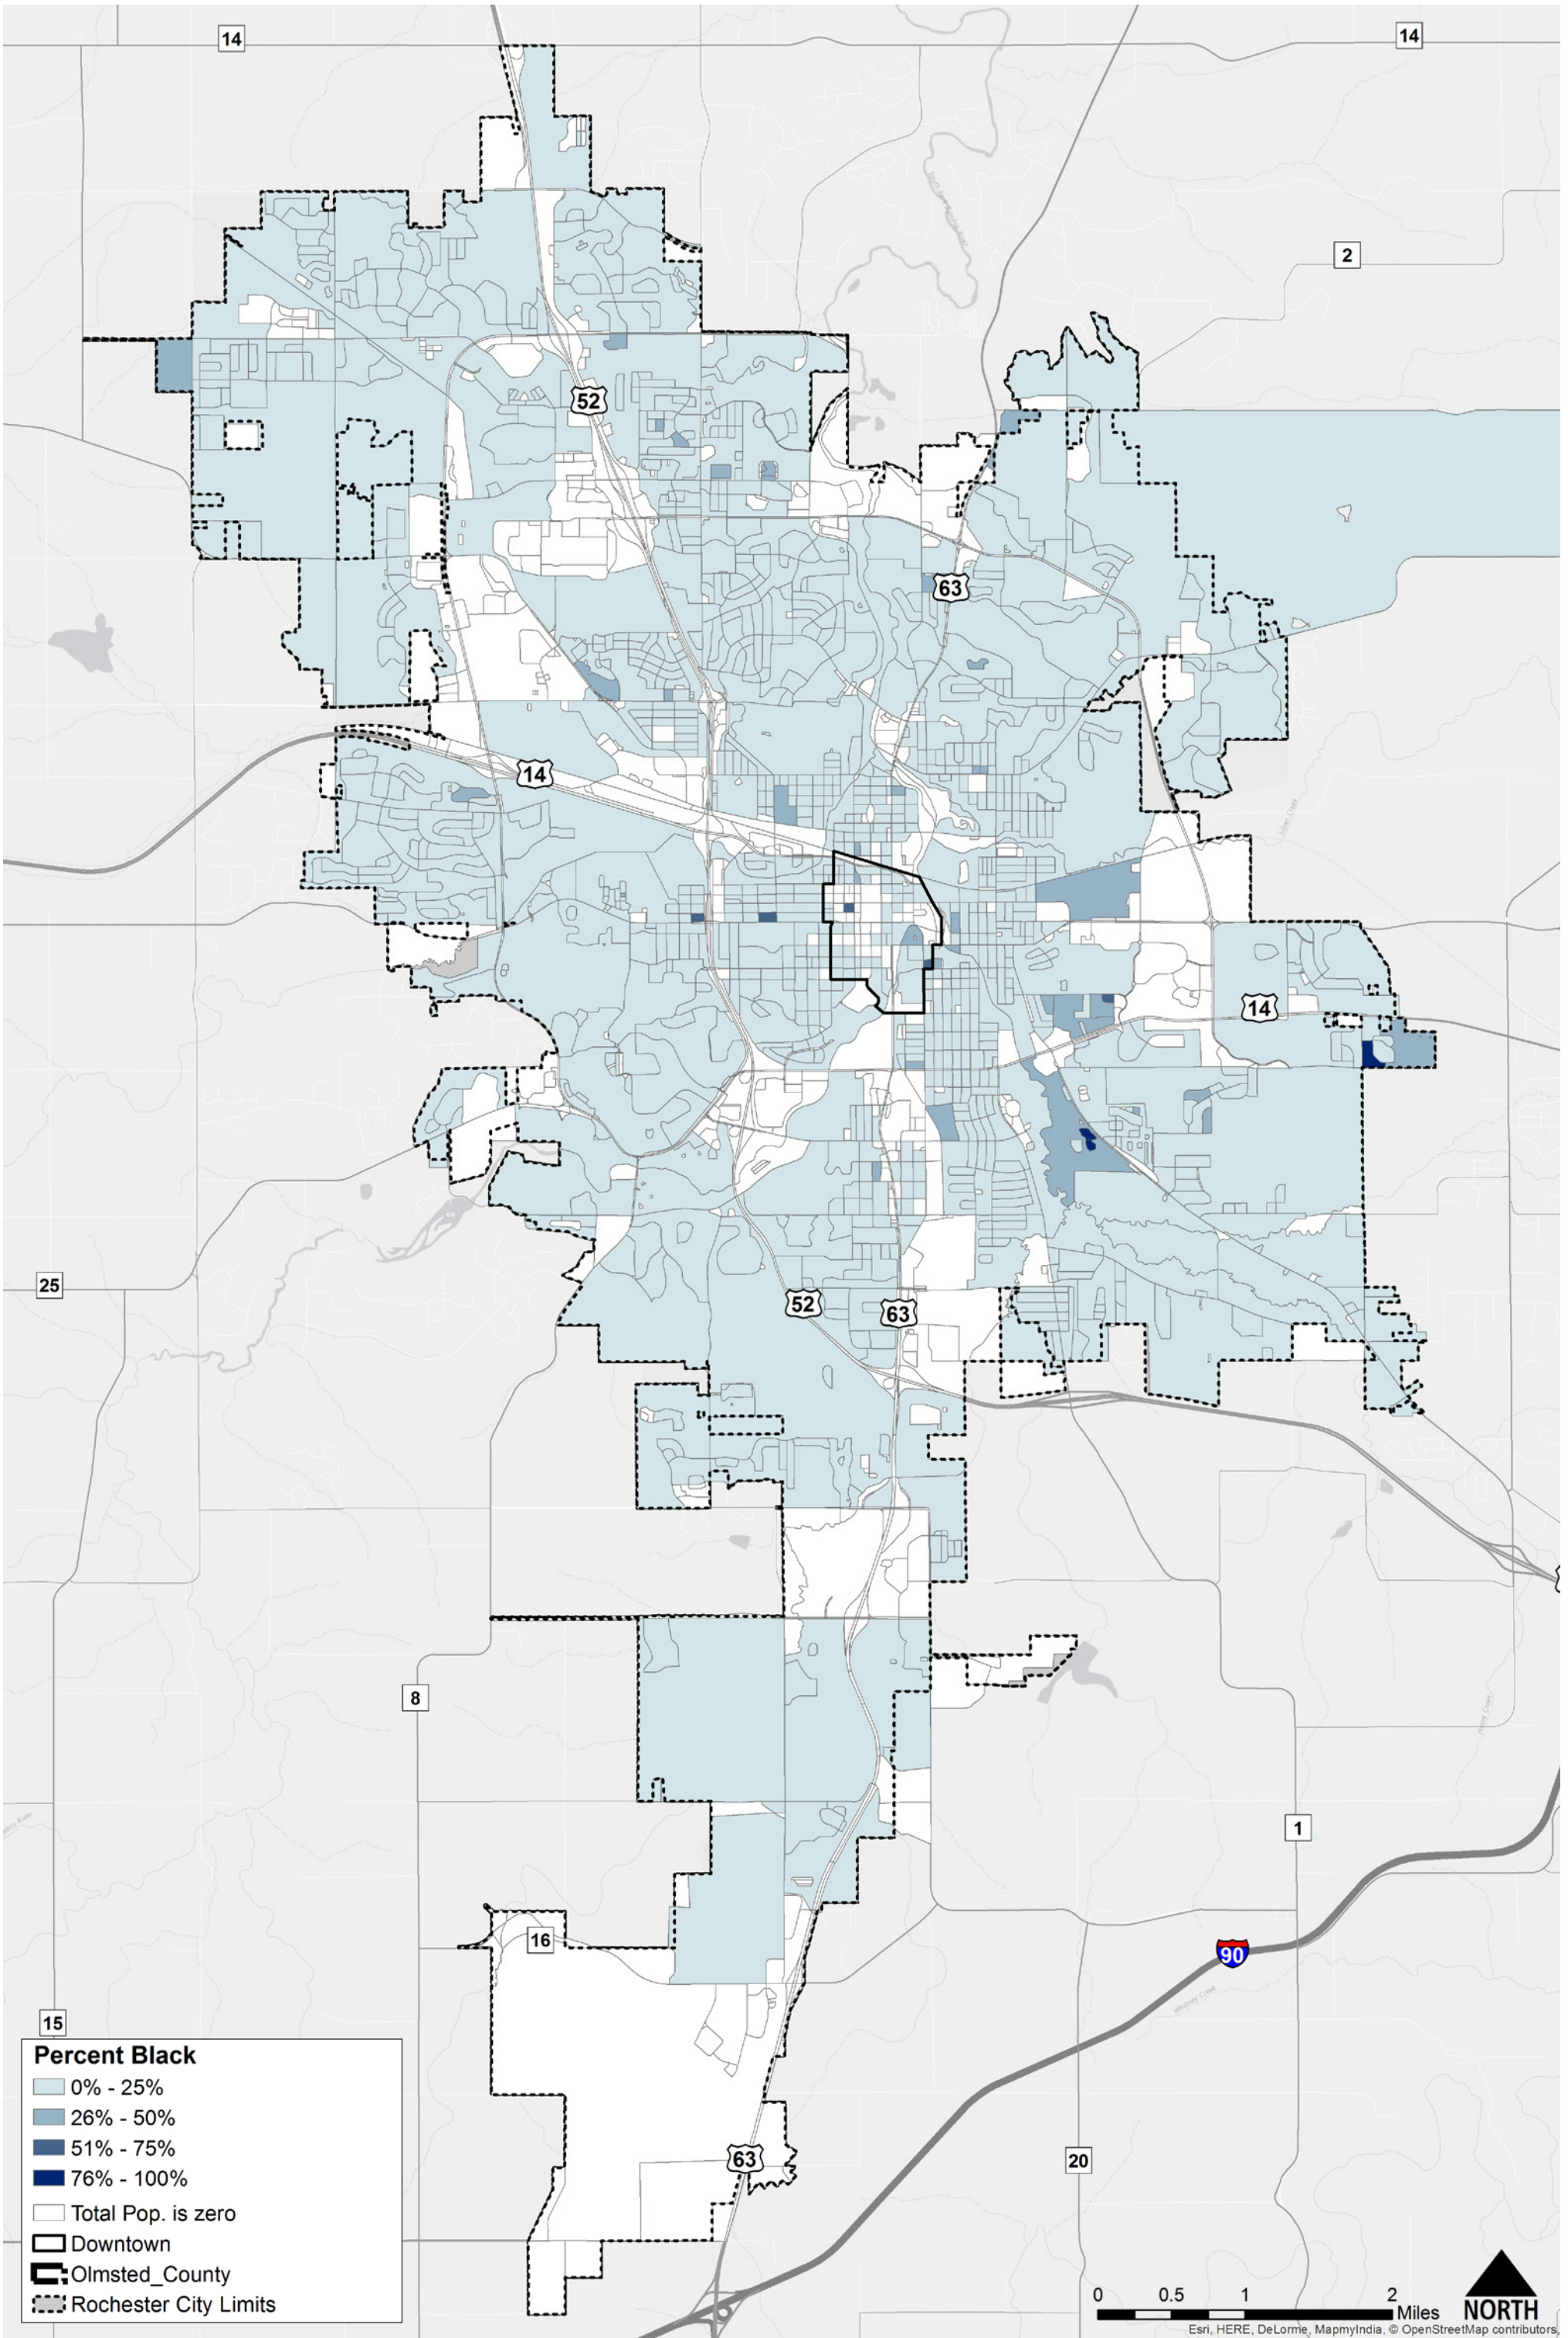 14
14
2
52
63
14
14
25
52
63
8
1
16
90
Whitney Creek
15
Percent Black
0% - 25%
26% - 50%
51% - 75%
76% - 100%
Total Pop. is zero
Downtown
Olmsted_County
Rochester City Limits
63
20
0 0.5 1 2
Miles
NORTH
Esri, HERE, DeLorme, MapmyIndia, © OpenStreetMap contributors,